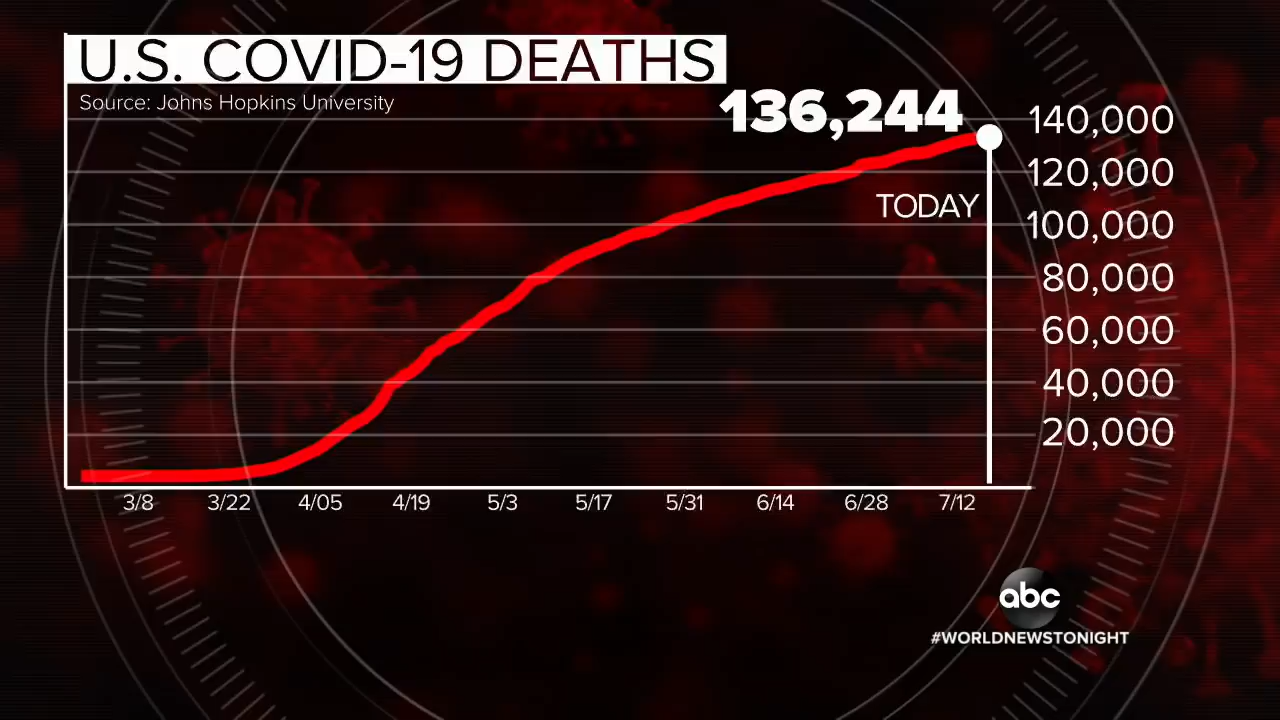 U.S. COVID-19 DEATHS
Source: Johns Hopkins University
136,244
140,000
120,000
TODAY
100,000
80,000
60,000
40,000
20,000
3/8 3/22 4/05 4/19 5/3 5/17 5/31 6/14 6/28 7/12
abc
#WORLDNEWSTONIGHT